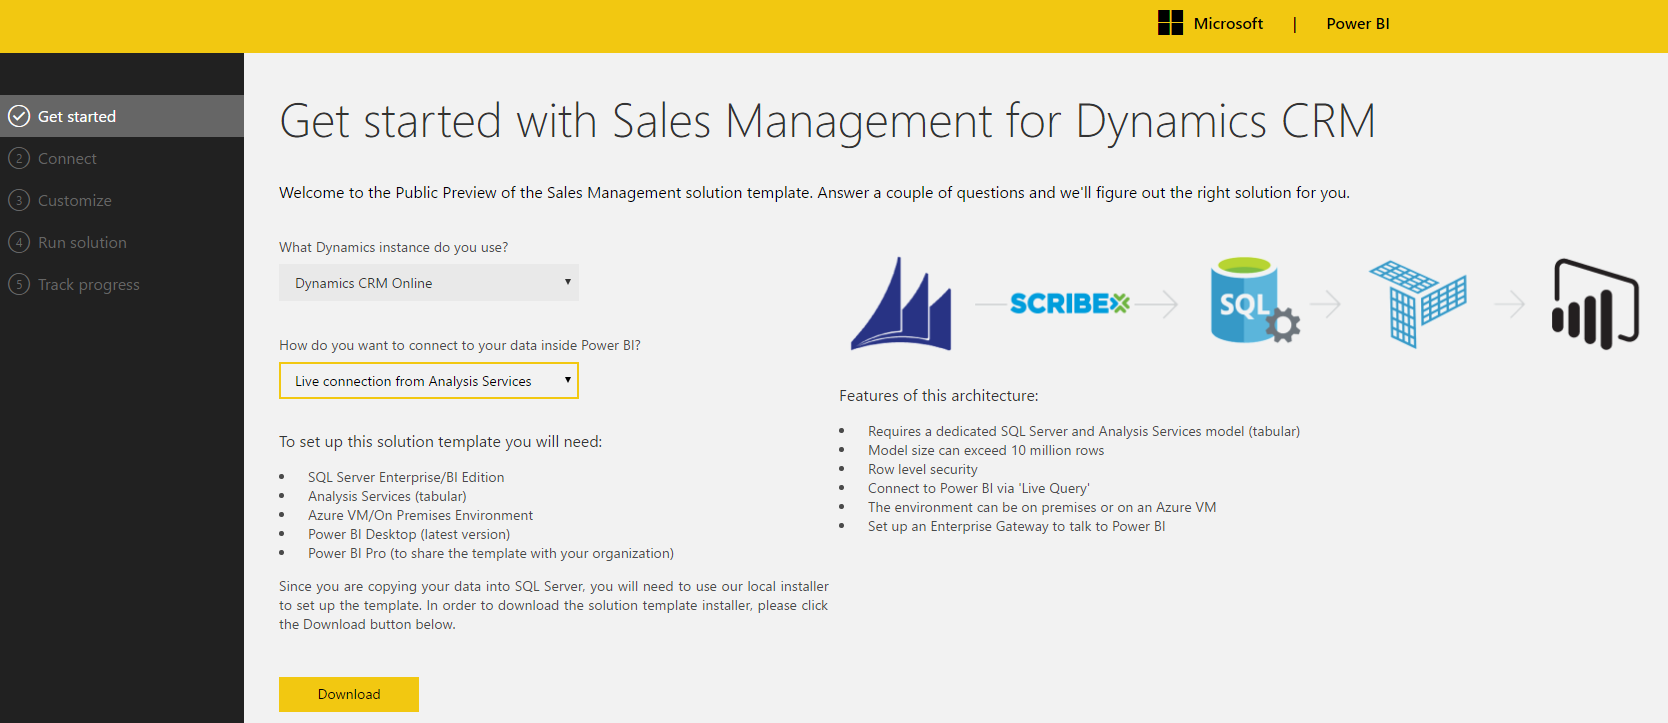 Microsoft | Power BI
Get started
2 Connect
3 Customize
4 Run solution
5 Track progress
Get started with Sales Management for Dynamics CRM
Welcome to the Public Preview of the Sales Management solution template. Answer a couple of questions and we'll figure out the right solution for you.
What Dynamics instance do you use?
Dynamics CRM Online
How do you want to connect to your data inside Power BI?
Live connection from Analysis Services
To set up this solution template you will need:
• SQL Server Enterprise/BI Edition
• Analysis Services (tabular)
• Azure VM/On Premises Environment
• Power BI Desktop (latest version)
• Power BI Pro (to share the template with your organization)
Since you are copying your data into SQL Server, you will need to use our local installer
to set up the template. In order to download the solution template installer, please click
the Download button below.
Download
SCRIBE
SQL
Features of this architecture:
• Requires a dedicated SQL Server and Analysis Services model (tabular)
• Model size can exceed 10 million rows
• Row level security
• Connect to Power BI via 'Live Query'
• The environment can be on premises or on an Azure VM
• Set up an Enterprise Gateway to talk to Power BI